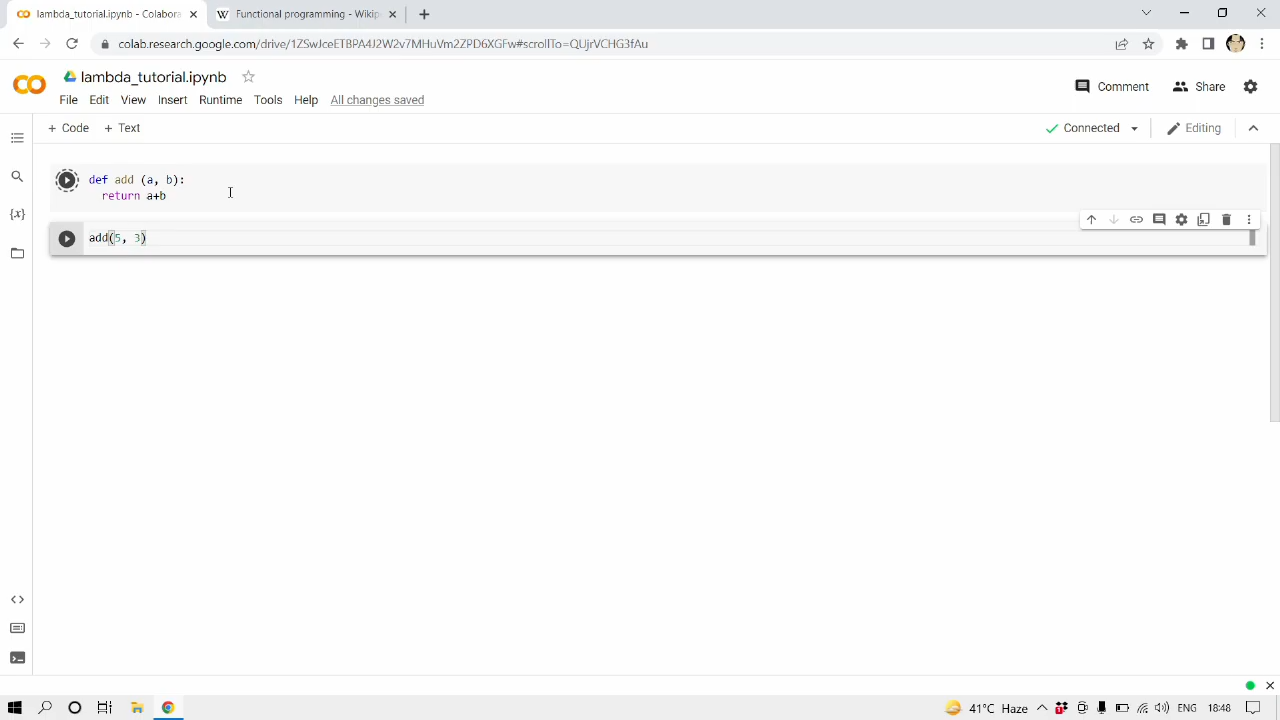 lambda_tutorial.ipynb - Colabora
Functional programming - Wikip
colab.research.google.com/drive/1ZSwJceETBPA4J2W2v7MHuVm2ZPD6XGFw#scrollTo=QUjrVCHG3fAu
lambda_tutorial.ipynb
File Edit View Insert Runtime Tools Help All changes saved
Comment Share
+ Code + Text
Connected Editing
def add (a, b):
return a+b
add(5, 3)
41°C Haze ENG 18:48